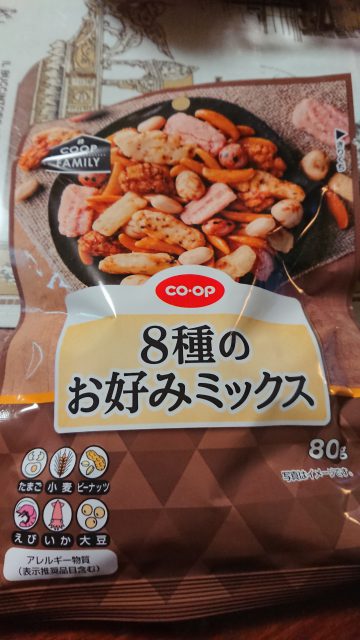 COOP
FAMILY
CO·OP
8種の
お好みミックス
80g
写真はイメージです。
たまご 小麦 ピーナッツ
えび いか 大豆
アレルギー物質
(表示推奨品目含む)